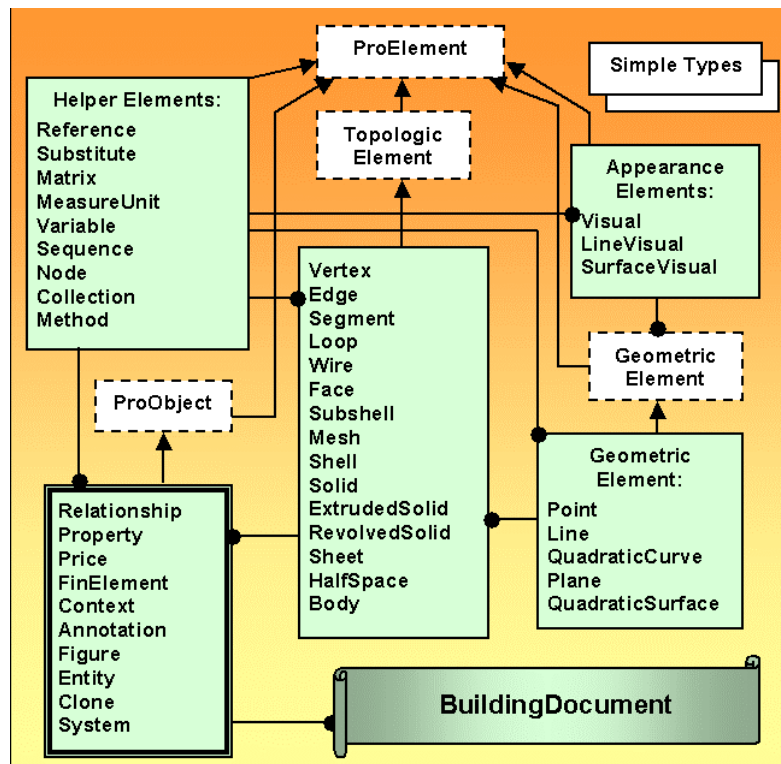 ProElement
Simple Types
Helper Elements:
Reference
Substitute
Matrix
MeasureUnit
Variable
Sequence
Node
Collection
Method
Topologic
Element
Appearance
Elements:
Visual
LineVisual
SurfaceVisual
Vertex
Edge
Segment
Loop
Wire
Face
Subshell
Mesh
Shell
Solid
ExtrudedSolid
RevolvedSolid
Sheet
HalfSpace
Body
Geometric
Element
ProObject
Geometric
Element:
Point
Line
QuadraticCurve
Plane
QuadraticSurface
Relationship
Property
Price
FinElement
Context
Annotation
Figure
Entity
Clone
System
BuildingDocument